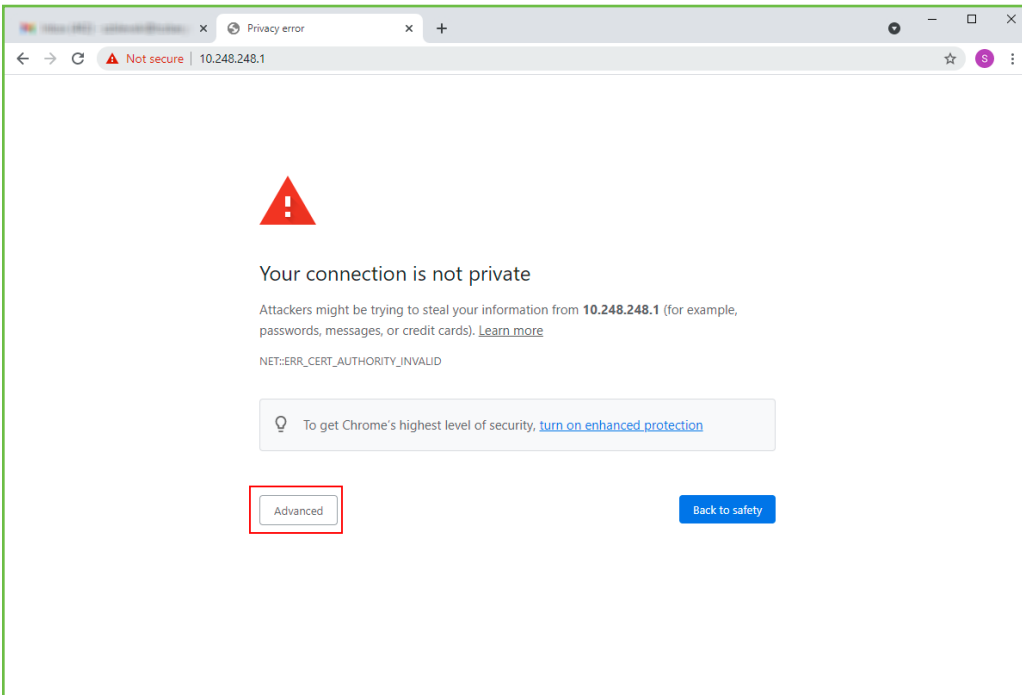 Privacy error
Not secure
10.248.248.1
S
Your connection is not private
Attackers might be trying to steal your information from 10.248.248.1 (for example,
passwords, messages, or credit cards). Learn more
NET::ERR_CERT_AUTHORITY_INVALID
To get Chrome's highest level of security, turn on enhanced protection
Advanced
Back to safety